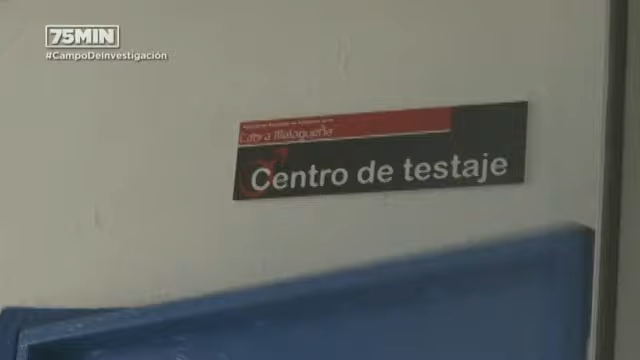 75MIN
#CampoDeInvestigación
Cabra Malagueña
Centro de testaje